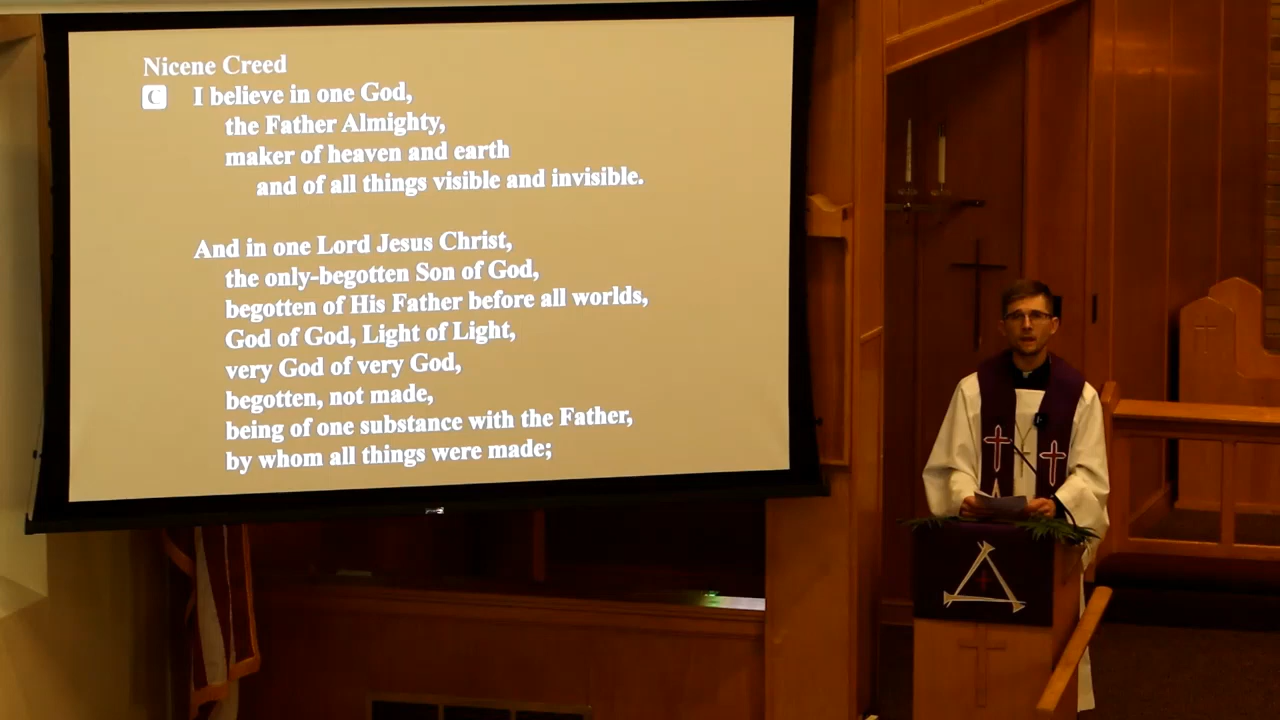 Nicene Creed
C I believe in one God,
the Father Almighty,
maker of heaven and earth
and of all things visible and invisible.
And in one Lord Jesus Christ,
the only-begotten Son of God,
begotten of His Father before all worlds,
God of God, Light of Light,
very God of very God,
begotten, not made,
being of one substance with the Father,
by whom all things were made;